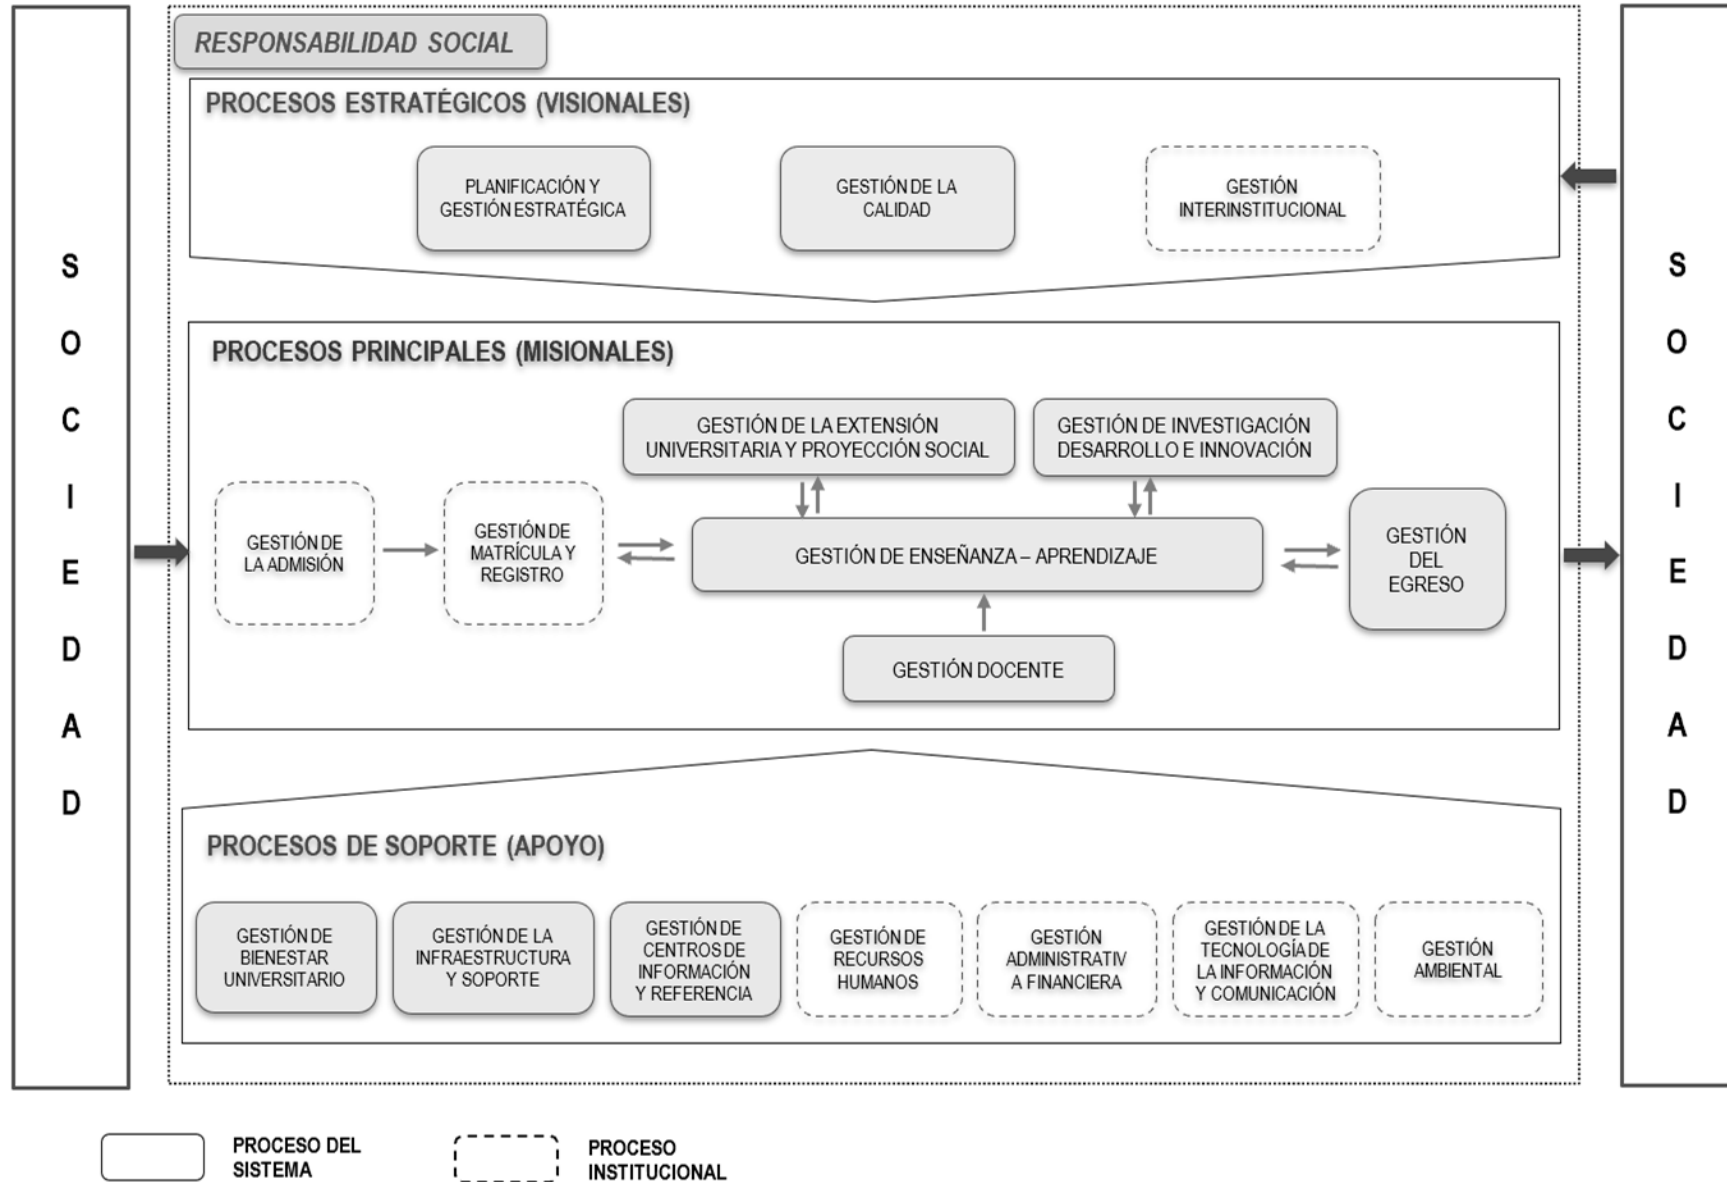 RESPONSABILIDAD SOCIAL
PROCESOS ESTRATÉGICOS (VISIONALES)
PLANIFICACIÓN Y
GESTIÓN ESTRATÉGICA
GESTIÓN DE LA
CALIDAD
GESTIÓN
INTERINSTITUCIONAL
S
O
C
I
E
D
A
D
PROCESOS PRINCIPALES (MISIONALES)
GESTIÓN DE LA EXTENSIÓN
UNIVERSITARIA Y PROYECCIÓN SOCIAL
GESTIÓN DE INVESTIGACIÓN
DESARROLLO E INNOVACIÓN
GESTIÓN DE
LA ADMISIÓN
GESTIÓN DE
MATRÍCULA Y
REGISTRO
GESTIÓN DE ENSEÑANZA – APRENDIZAJE
GESTIÓN
DEL
EGRESO
GESTIÓN DOCENTE
S
O
C
I
E
D
A
D
PROCESOS DE SOPORTE (APOYO)
GESTIÓN DE
BIENESTAR
UNIVERSITARIO
GESTIÓN DE LA
INFRAESTRUCTURA
Y SOPORTE
GESTIÓN DE
CENTROS DE
INFORMACIÓN
Y REFERENCIA
GESTIÓN DE
RECURSOS
HUMANOS
GESTIÓN
ADMINISTRATIV
A FINANCIERA
GESTIÓN DE LA
TECNOLOGÍA DE
LA INFORMACIÓN
Y COMUNICACIÓN
GESTIÓN
AMBIENTAL
PROCESO DEL
SISTEMA
PROCESO
INSTITUCIONAL